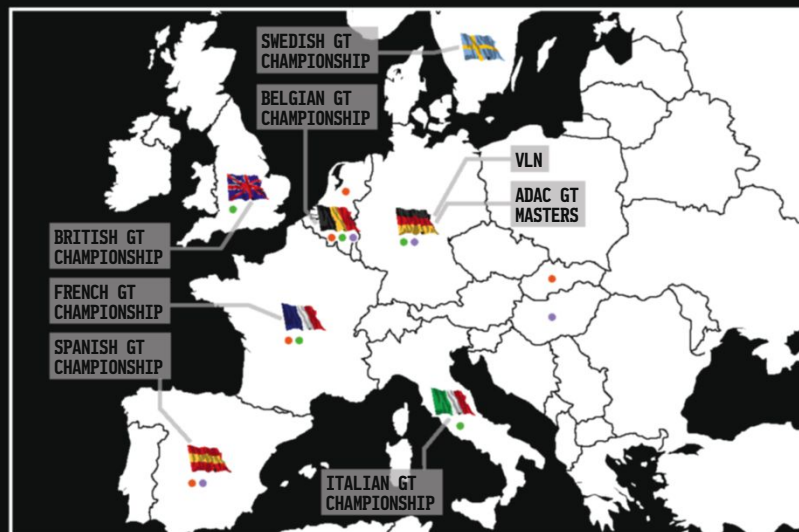 SWEDISH GT
CHAMPIONSHIP
BELGIAN GT
CHAMPIONSHIP
VLN
ADAC GT
MASTERS
BRITISH GT
CHAMPIONSHIP
FRENCH GT
CHAMPIONSHIP
SPANISH GT
CHAMPIONSHIP
ITALIAN GT
CHAMPIONSHIP